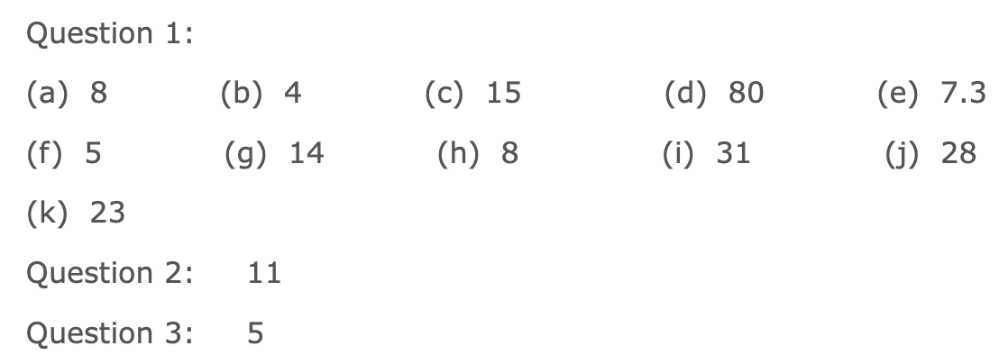 Question 1:
(a) 8 (b) 4 (c) 15 (d) 80 (e) 7.3
(f) 5 (g) 14 (h) 8 (i) 31 (j) 28
(k) 23
Question 2: 11
Question 3: 5